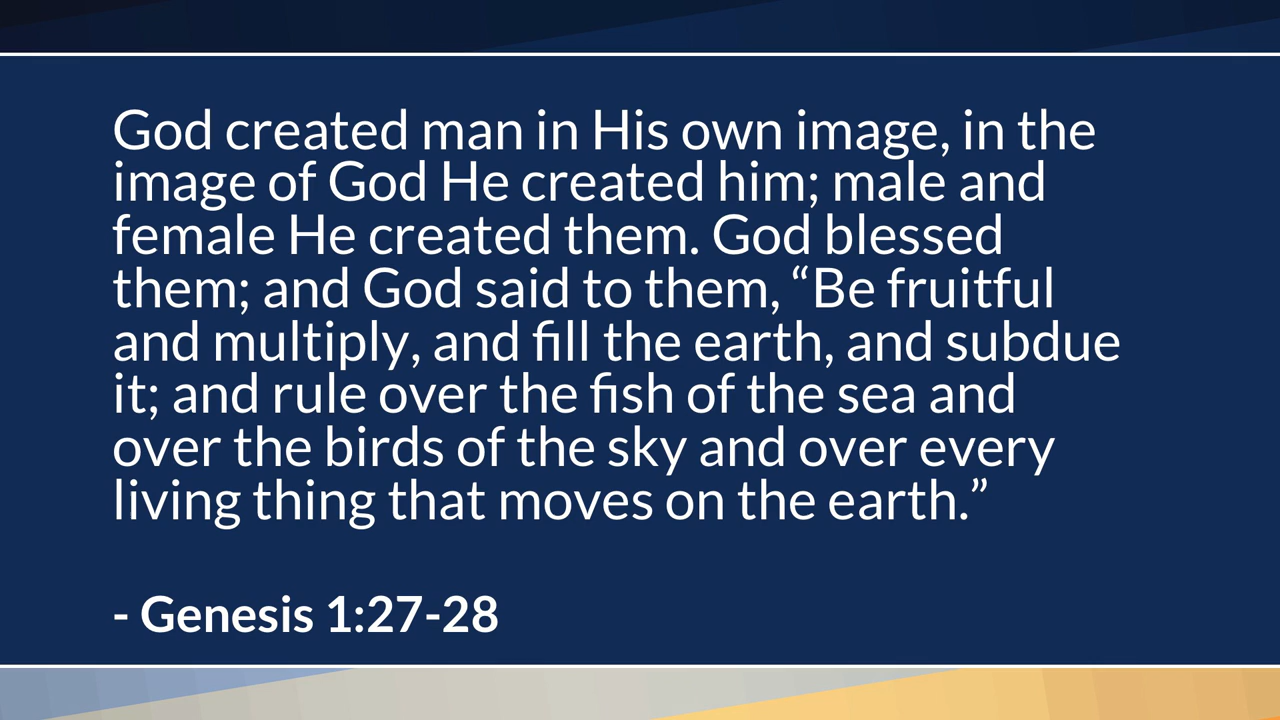 God created man in His own image, in the
image of God He created him; male and
female He created them. God blessed
them; and God said to them, “Be fruitful
and multiply, and fill the earth, and subdue
it; and rule over the fish of the sea and
over the birds of the sky and over every
living thing that moves on the earth.”
- Genesis 1:27-28